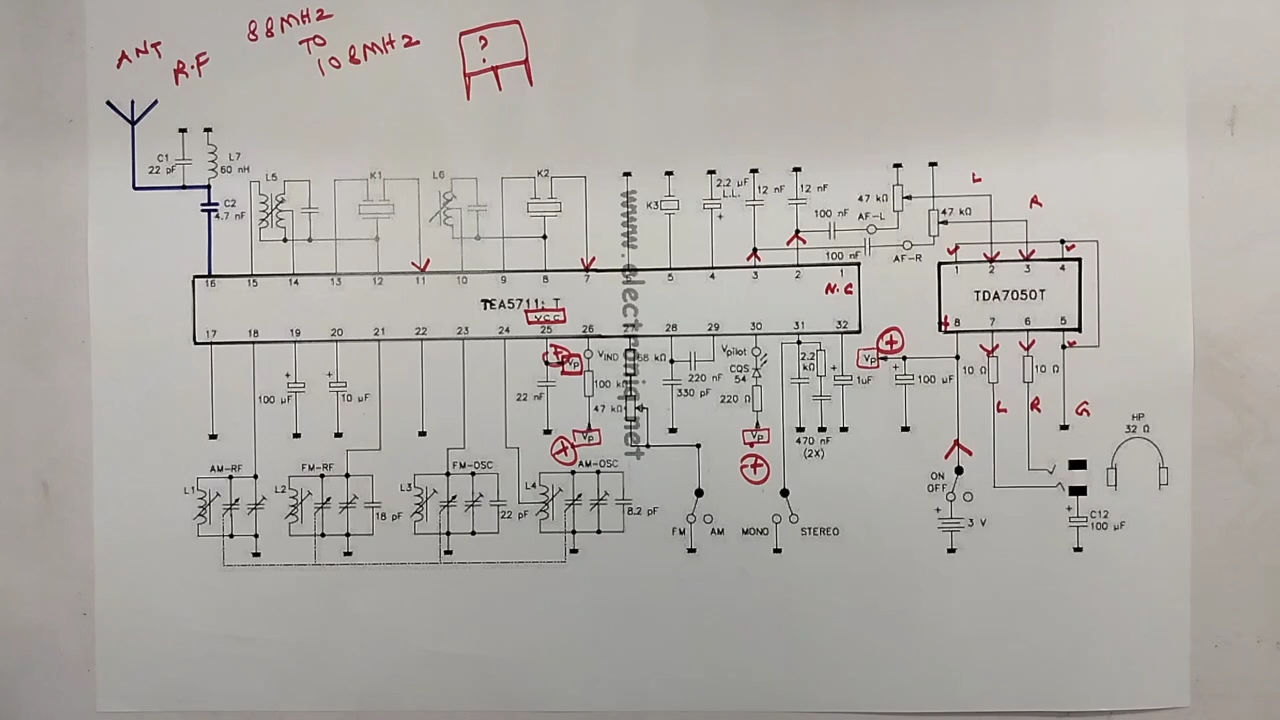 88MHz
TO
108MHz
ANT
R.F
?
C1
22 pF
L7
60 nH
C2
4.7 nF
L5
K1
L6
K2
K3
2.2 µF
L.L.
12 nF
12 nF
100 nF
AF-L
47 kΩ
47 kΩ
100 nF
AF-R
L
R
16 15 14 13 12 11 10 9 8 7 5 4 3 2 1
N.C
TEA5711; T
VCC
17 18 19 20 21 22 23 24 25 26 27 28 29 30 31 32
1 2 3 4
TDA7050T
8 7 6 5
www.electronia.net
+
100 µF
+
10 µF
+
Vp
22 nF
VIND
100 k
47 kΩ
Vp
+
68 kΩ
220 nF
330 pF
Vpilot
CQS
54
220 Ω
Vp
+
2.2
kΩ
470 nF
(2X)
+
1uF
Vp
+
+
100 µF
10 Ω
10 Ω
L
R
G
HP
32 Ω
AM-RF
FM-RF
FM-OSC
AM-OSC
L1
L2
18 pF
L3
22 pF
L4
8.2 pF
FM
AM
MONO
STEREO
ON
OFF
+
3 V
+
C12
100 µF